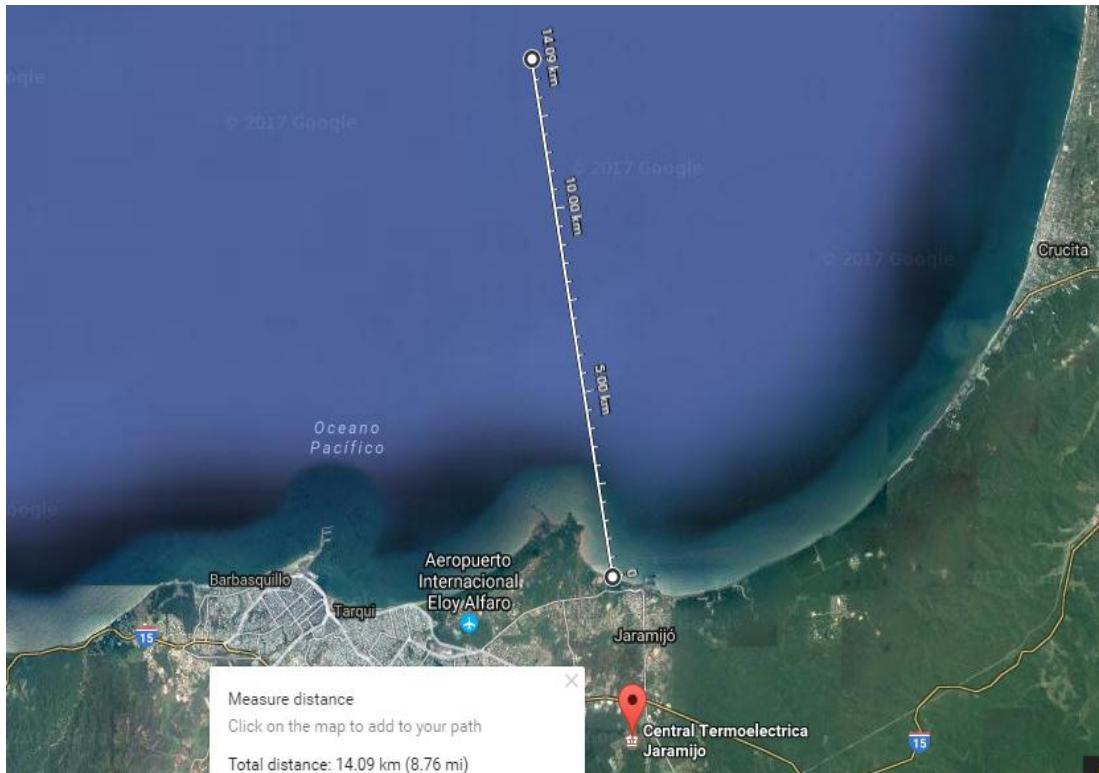 14.09 km
© 2017 Google
© 2017 Google
10.00 km
© 2017 Google
Crucita
5.00 km
Oceano
Pacífico
Aeropuerto
Internacional
Eloy Alfaro
Barbasquillo
Tarqui
0
Jaramijó
15
Measure distance
Click on the map to add to your path
Total distance: 14.09 km (8.76 mi)
Central Termoelectrica
Jaramijo
15